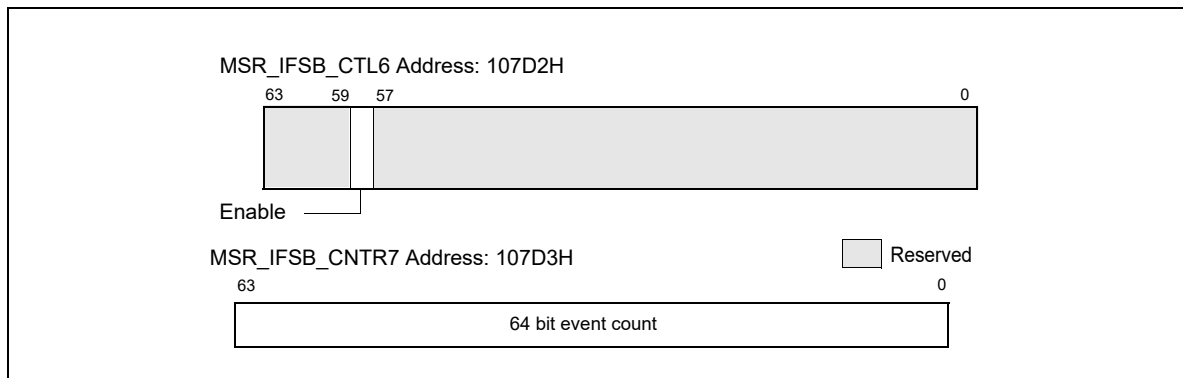 MSR_IFSB_CTL6 Address: 107D2H
63 59 57 0
Enable
MSR_IFSB_CNTR7 Address: 107D3H
Reserved
63 0
64 bit event count